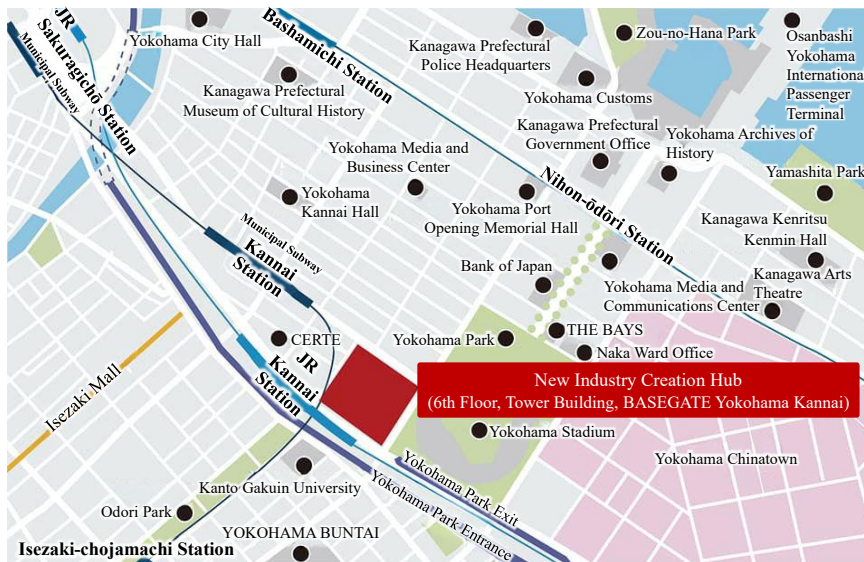 JR
Sakuragicho Station
Municipal Subway
Yokohama City Hall
Bashamichi Station
Kanagawa Prefectural
Police Headquarters
Zou-no-Hana Park
Osanbashi
Yokohama
International
Passenger
Terminal
Kanagawa Prefectural
Museum of Cultural History
Yokohama Customs
Kanagawa Prefectural
Government Office
Yokohama Archives of
History
Yokohama Media and
Business Center
Yamashita Park
Yokohama
Kannai Hall
Yokohama Port
Opening Memorial Hall
Nihon-ōdōri Station
Kanagawa Kenritsu
Kenmin Hall
Municipal Subway
Kannai
Station
Bank of Japan
Yokohama Media and
Communications Center
Kanagawa Arts
Theatre
CERTE
Yokohama Park
THE BAYS
Naka Ward Office
JR
Kannai
Station
Isezaki Mall
New Industry Creation Hub
(6th Floor, Tower Building, BASEGATE Yokohama Kannai)
Yokohama Stadium
Yokohama Chinatown
Kanto Gakuin University
Yokohama Park Exit
Yokohama Park Entrance
Odori Park
YOKOHAMA BUNTAI
Isezaki-chojamachi Station